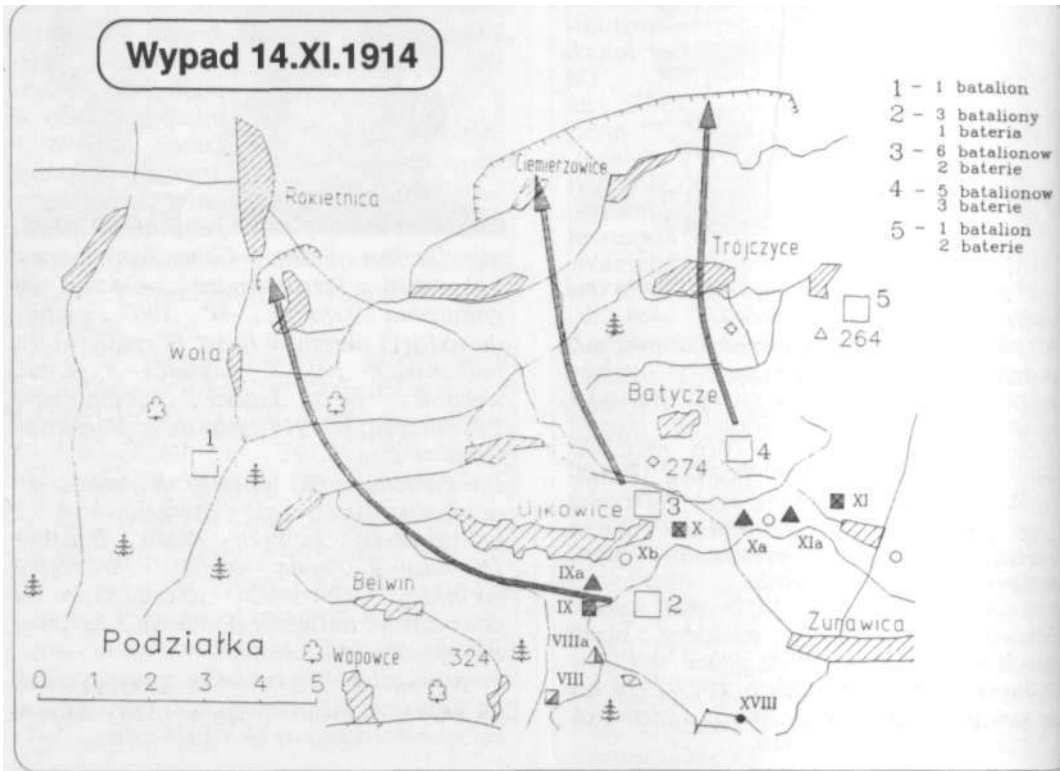 Wypad 14.XI.1914
1 - 1 batalion
2 - 3 bataliony
1 bateria
3 - 6 batalionow
2 baterie
4 - 5 batalionow
3 baterie
5 - 1 batalion
2 baterie
Ciemierzowice
Rokietnica
Trójczyce
5
264
Wola
Batycze
1
4
274
3
Ujkowice
X
XI
Xb
Xa
XIa
IXa
Belwin
IX
2
Żurawica
Podziałka
VIIIa
Wapowce
324
0 1 2 3 4 5
VIII
XVIII